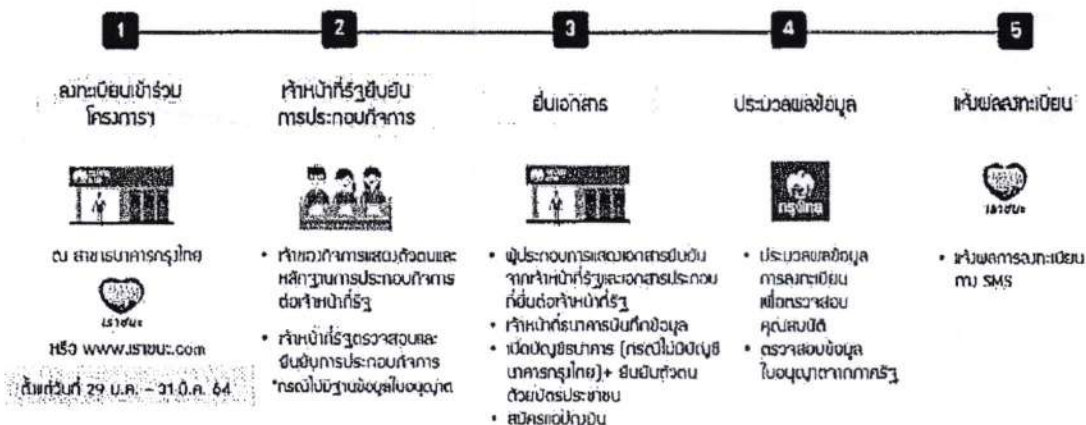 1
2
3
4
5
ลงทะเบียนเข้าร่วม
โครงการฯ
เจ้าหน้าที่รัฐยืนยัน
การประกอบกิจการ
ยื่นเอกสาร
ประมวลผลข้อมูล
แจ้งผลลงทะเบียน
ณ สาขาธนาคารกรุงไทย
เราชนะ
หรือ www.เราชนะ.com
ตั้งแต่วันที่ 29 ม.ค. – 31 มี.ค. 64
• เจ้าของกิจการแสดงตัวตนและ
หลักฐานการประกอบกิจการ
ต่อเจ้าหน้าที่รัฐ
• เจ้าหน้าที่รัฐตรวจสอบและ
ยืนยันการประกอบกิจการ
*กรณีไม่มีฐานข้อมูลใบอนุญาต
• ผู้ประกอบการแสดงเอกสารยืนยัน
จากเจ้าหน้าที่รัฐและเอกสารประกอบ
ที่ยื่นต่อเจ้าหน้าที่รัฐ
• เจ้าหน้าที่ธนาคารบันทึกข้อมูล
• เปิดบัญชีธนาคาร (กรณีไม่มีบัญชี
ธนาคารกรุงไทย)+ ยืนยันตัวตน
ด้วยบัตรประชาชน
• สมัครแอปถุงเงิน
กรุงไทย
• ประมวลผลข้อมูล
การลงทะเบียน
เพื่อตรวจสอบ
คุณสมบัติ
• ตรวจสอบข้อมูล
ใบอนุญาตจากภาครัฐ
เราชนะ
• แจ้งผลการลงทะเบียน
ทาง SMS